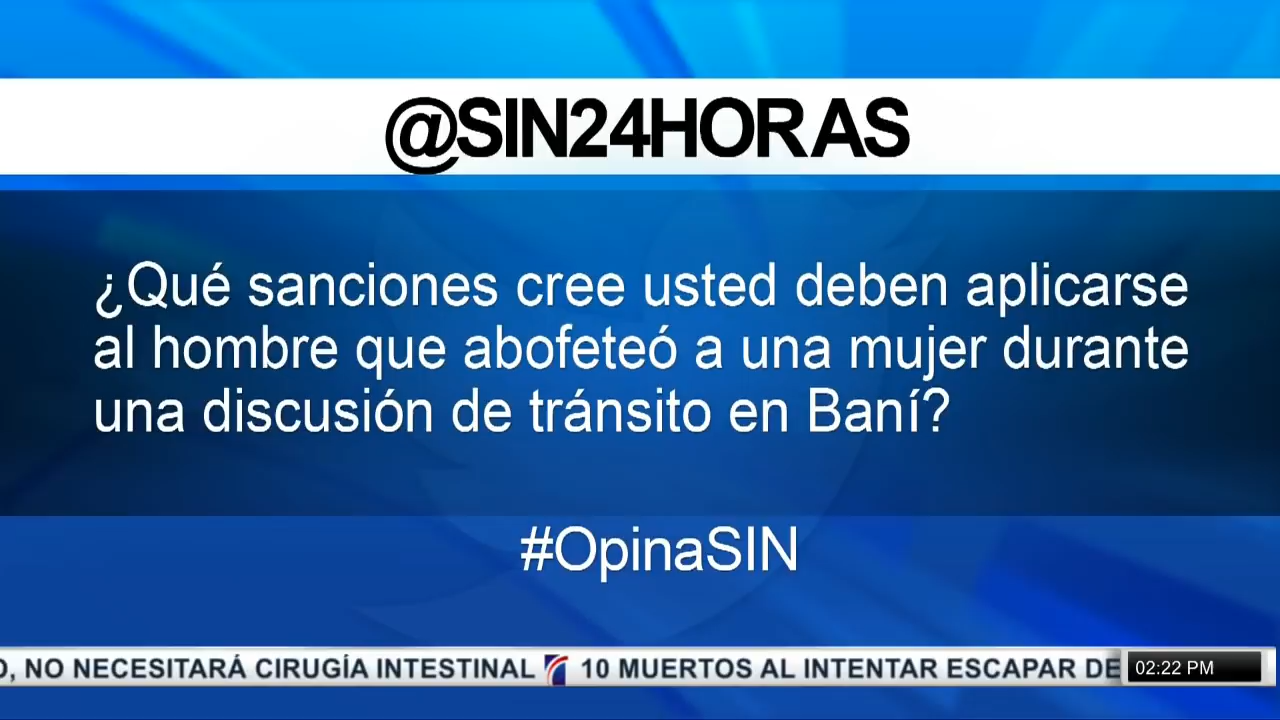 @SIN24HORAS
¿Qué sanciones cree usted deben aplicarse
al hombre que abofeteó a una mujer durante
una discusión de tránsito en Baní?
#OpinaSIN
O, NO NECESITARÁ CIRUGÍA INTESTINAL 10 MUERTOS AL INTENTAR ESCAPAR DE
02:22 PM